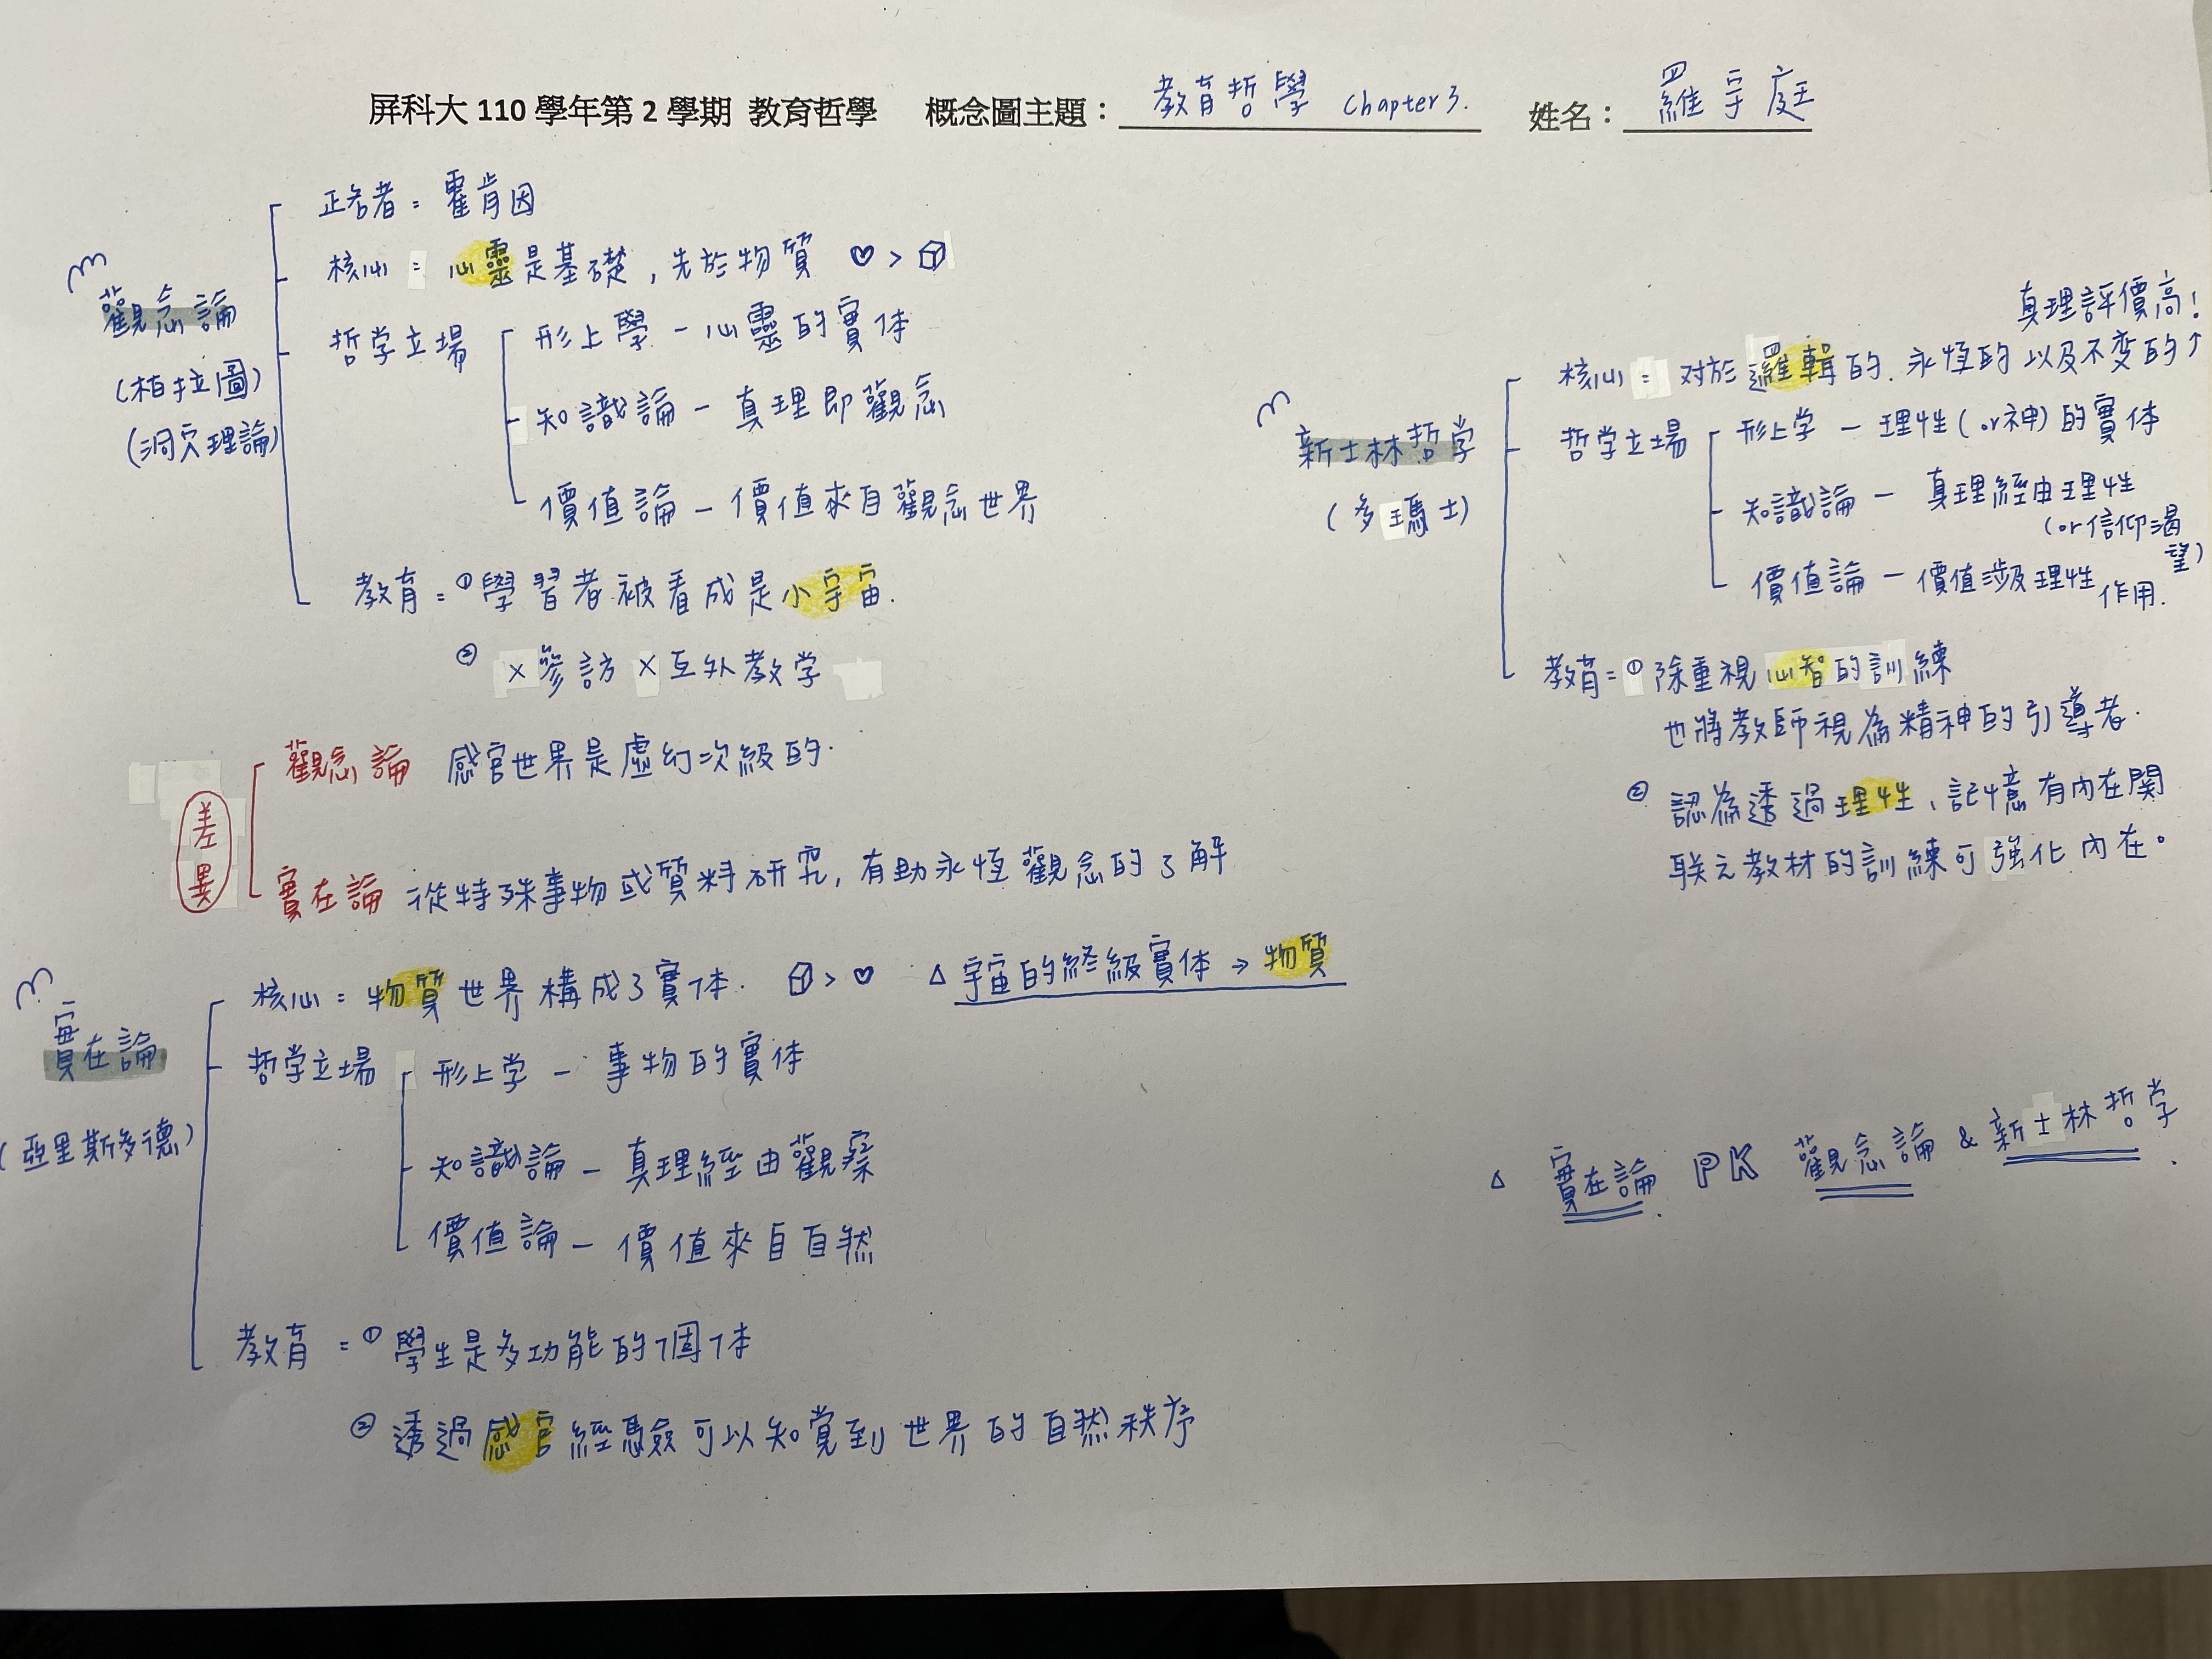 屏科大 110 學年第 2 學期 教育哲學 概念圖主題：教育哲學 Chapter 3. 姓名：羅宇庭
觀念論
(柏拉圖)
(洞穴理論)
正名者 = 霍肯因
核心 = 心靈是基礎，先於物質 ♡ >
哲学立場
形上學 － 心靈的實体
知識論 － 真理即觀念
價值論 － 價值來自觀念世界
教育 = ① 學習者被看成是小宇宙.
② ×參訪 ×互外教学
差異
觀念論 感官世界是虛幻次級的.
實在論 從特殊事物或質料研究, 有助永恆觀念的了解
實在論
(亞里斯多德)
核心 = 物質世界構成了實体. > ♡ △ 宇宙的終級實体 → 物質
哲学立場
形上学 － 事物的實体
知識論 － 真理經由觀察
價值論 － 價值來自自然
教育 = ① 學生是多功能的個体
② 透過感官經驗可以知覚到世界的自然秩序
新士林哲学
(多瑪士)
真理評價高!
核心 = 对於邏輯的、永恆的以及不变的↑
哲学立場
形上学 － 理性(or神)的實体
知識論 － 真理經由理性
(or信仰渴望)
價值論 － 價值涉及理性作用.
教育 = ① 除重視心智的訓練
也將教師視為精神的引導者.
② 認為透過理性、記憶有內在関
联之教材的訓練可強化內在。
△ 實在論. PK 觀念論 & 新士林哲学.